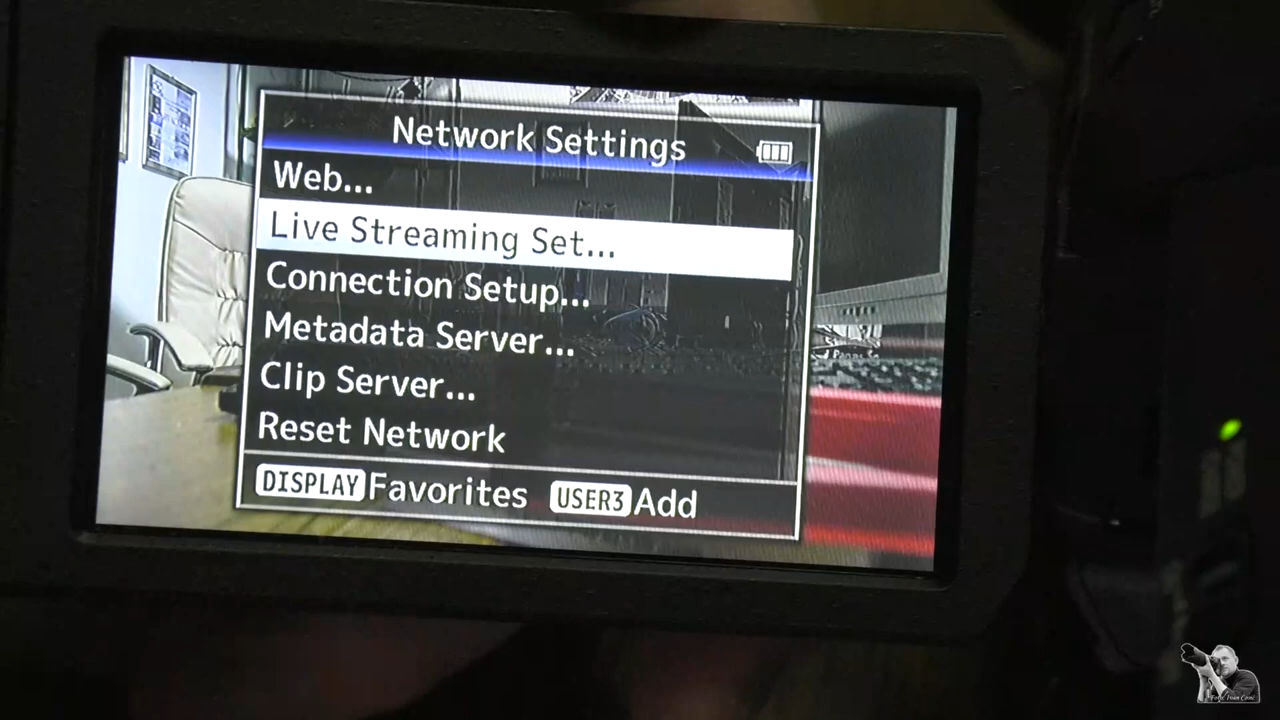 Network Settings
Web...
Live Streaming Set...
Connection Setup...
Metadata Server...
Clip Server...
Reset Network
DISPLAY Favorites USER3 Add